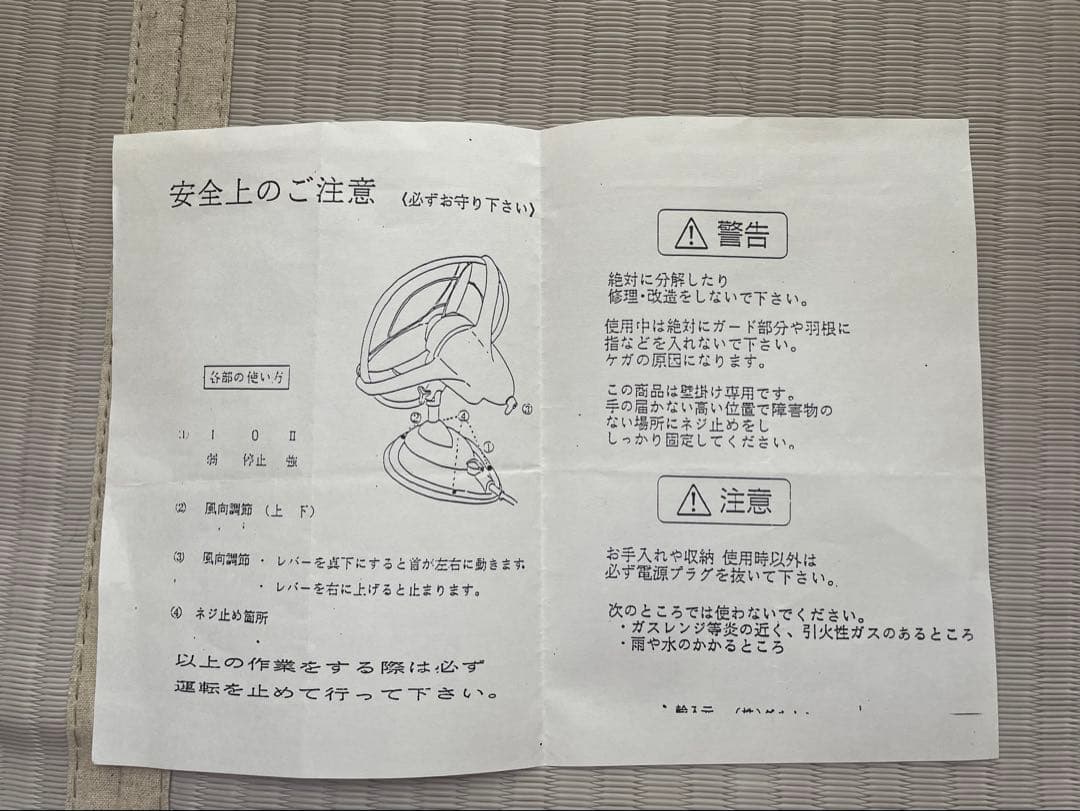 安全上のご注意 《必ずお守り下さい》
③
② ④
①
各部の使い方
① I O II
弱 停止 強
② 風向調節(上 下)
③ 風向調節・レバーを真下にすると首が左右に動きます
・レバーを右に上げると止まります。
④ ネジ止め箇所
以上の作業をする際は必ず
運転を止めて行って下さい。
警告
絶対に分解したり
修理・改造をしないで下さい。
使用中は絶対にガード部分や羽根に
指などを入れないで下さい。
ケガの原因になります。
この商品は壁掛け専用です。
手の届かない高い位置で障害物の
ない場所にネジ止めをし
しっかり固定してください。
注意
お手入れや収納 使用時以外は
必ず電源プラグを抜いて下さい。
次のところでは使わないでください。
・ガスレンジ等炎の近く、引火性ガスのあるところ
・雨や水のかかるところ